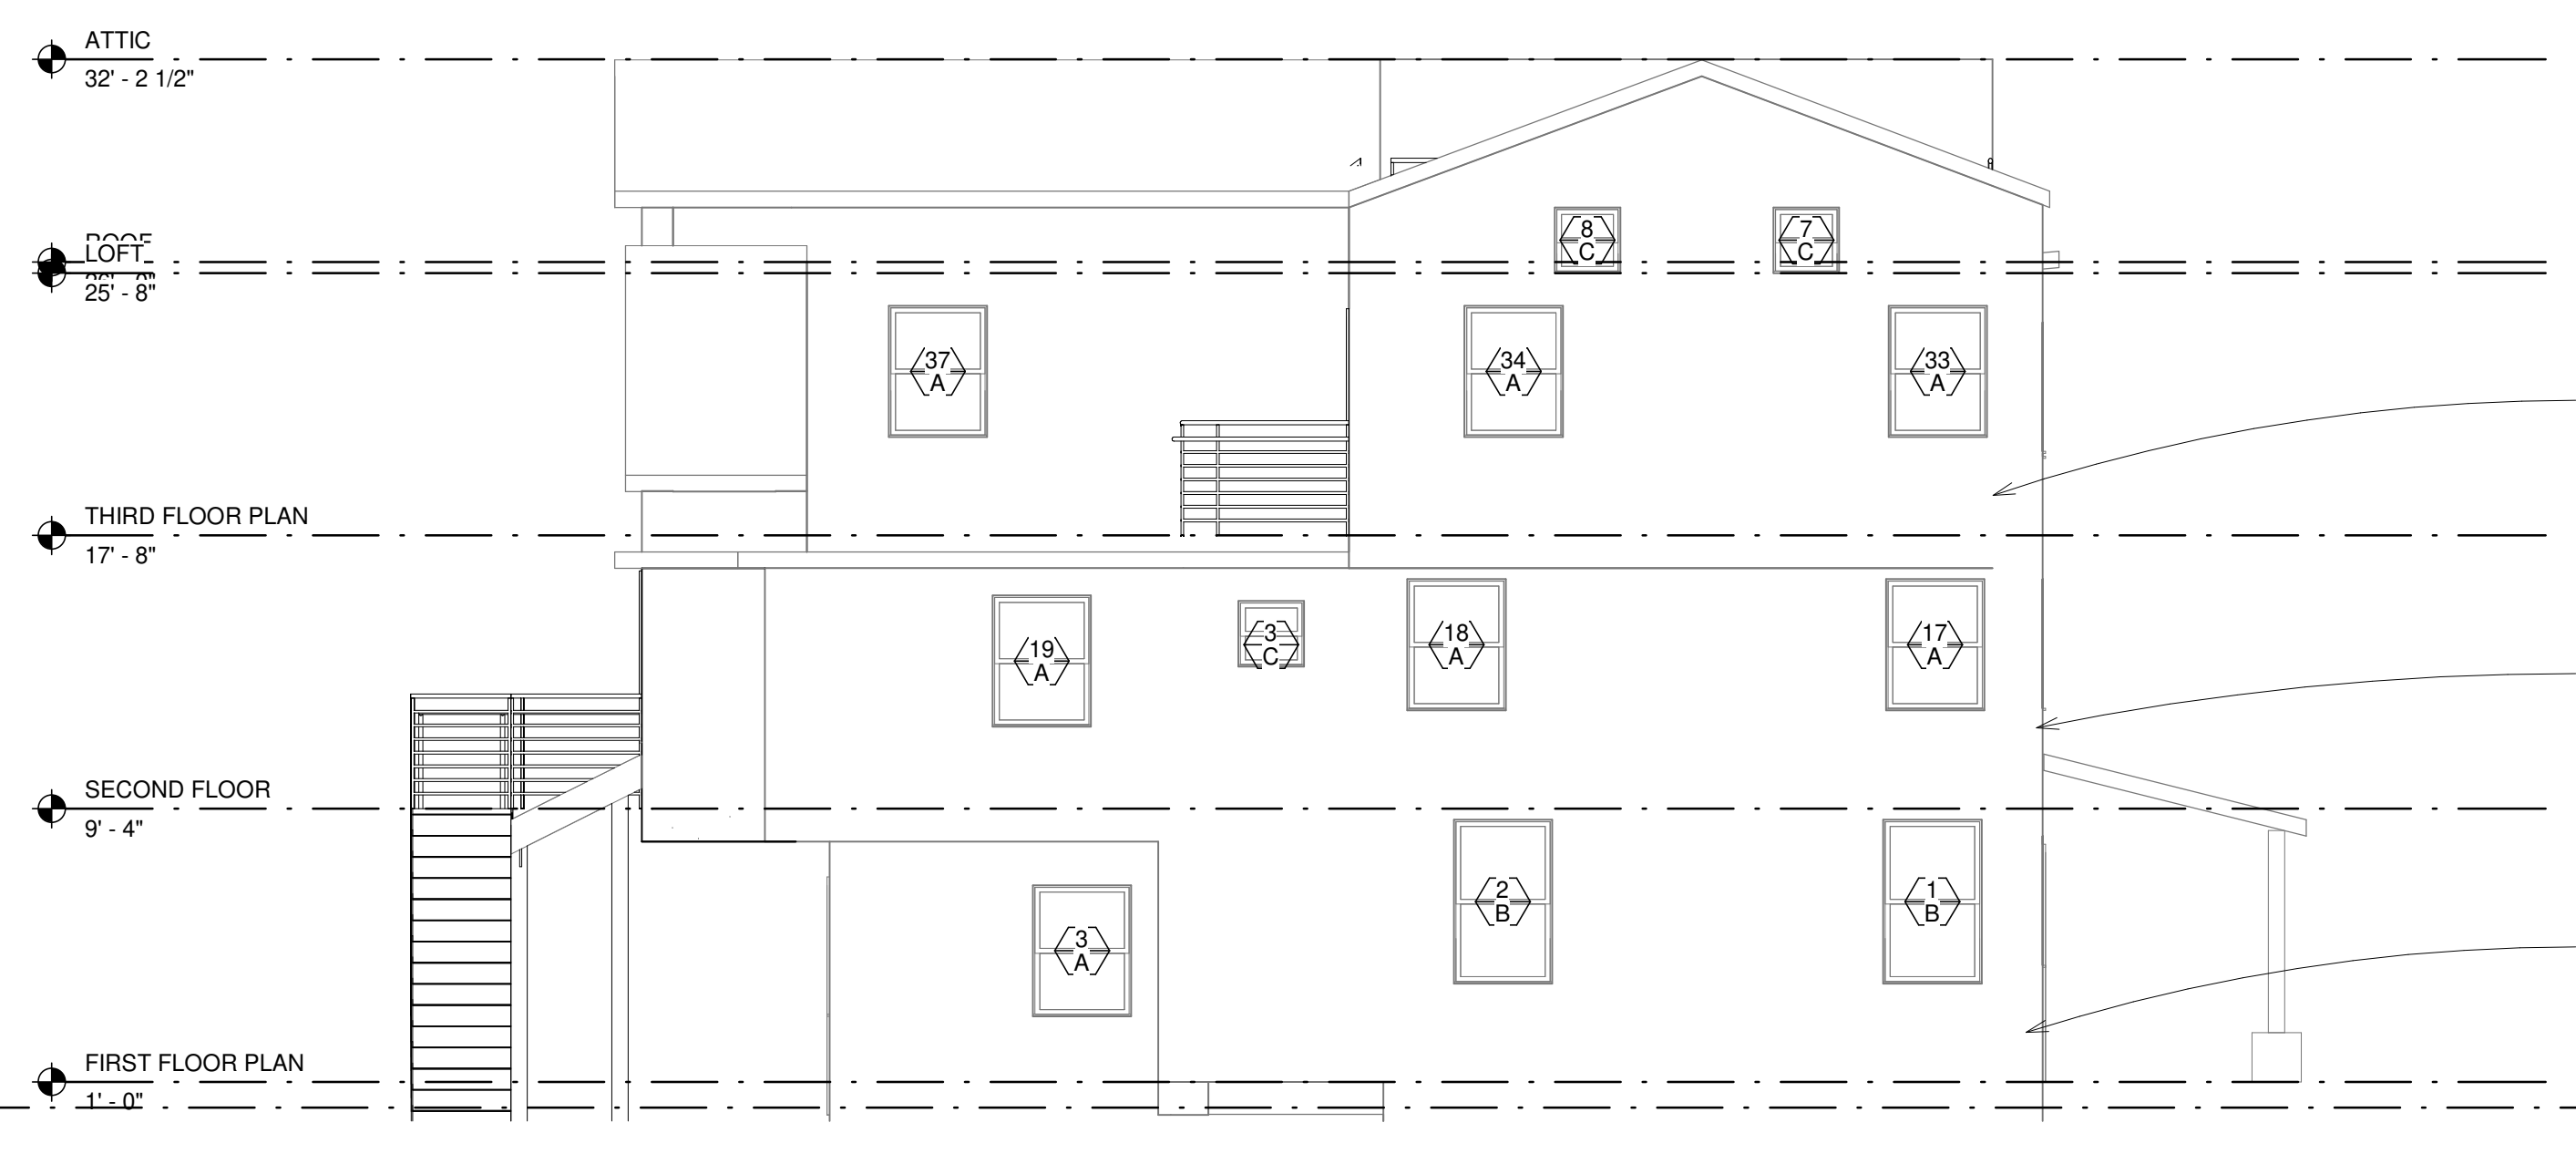 ATTIC
32' - 2 1/2"
ROOF
LOFT
25' - 8"
8
C
7
C
37
A
34
A
33
A
THIRD FLOOR PLAN
17' - 8"
19
A
3
C
18
A
17
A
SECOND FLOOR
9' - 4"
3
A
2
B
1
B
FIRST FLOOR PLAN
1' - 0"